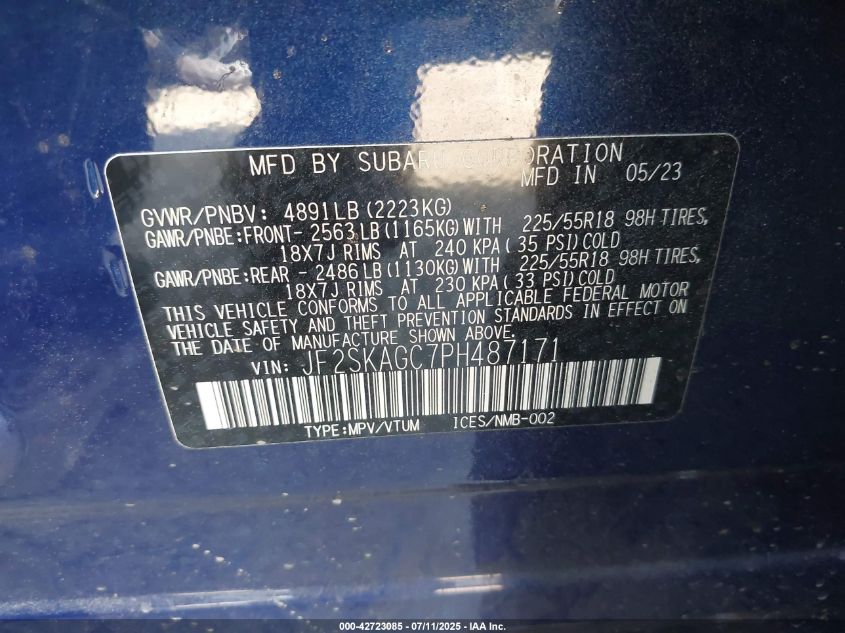 MFD BY SUBARU CORPORATION
MFD IN 05/23
GVWR/PNBV: 4891LB (2223KG)
GAWR/PNBE:FRONT- 2563LB (1165KG)WITH 225/55R18 98H TIRES,
18X7J RIMS AT 240 KPA (35 PSI)COLD
GAWR/PNBE:REAR - 2486LB (1130KG)WITH 225/55R18 98H TIRES,
18X7J RIMS AT 230 KPA (33 PSI)COLD
THIS VEHICLE CONFORMS TO ALL APPLICABLE FEDERAL MOTOR
VEHICLE SAFETY AND THEFT PREVENTION STANDARDS IN EFFECT ON
THE DATE OF MANUFACTURE SHOWN ABOVE.
VIN: JF2SKAGC7PH487171
TYPE:MPV/VTUM ICES/NMB-002
000-42723085 - 07/11/2025 - IAA Inc.